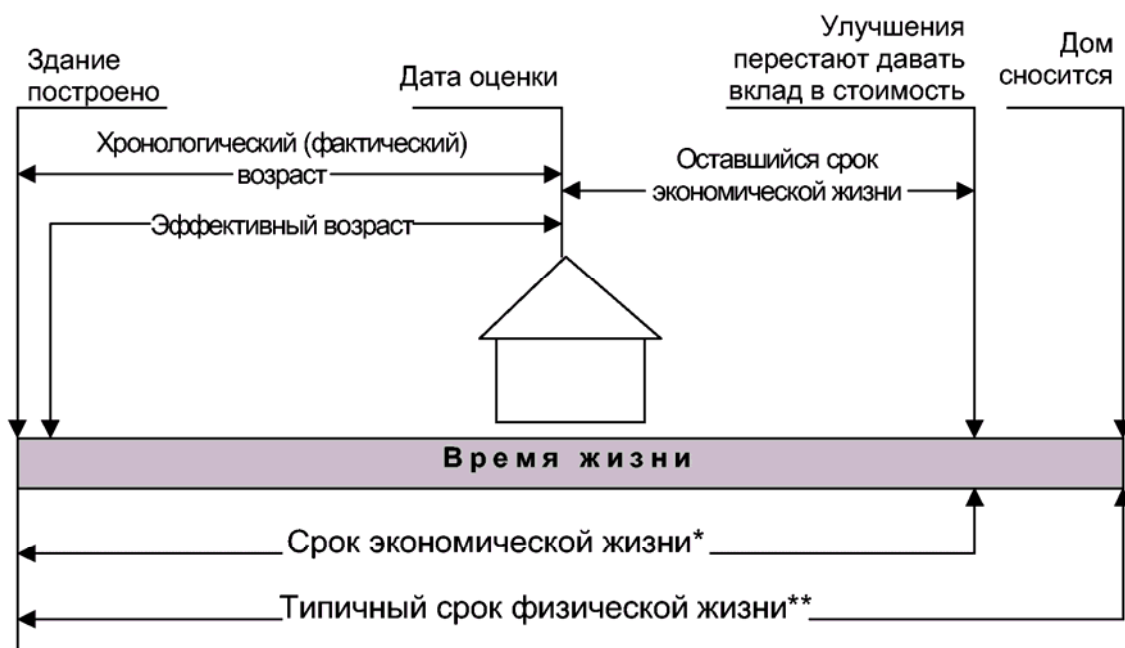 Здание
построено
Дата оценки
Улучшения
перестают давать
вклад в стоимость
Дом
сносится
Хронологический (фактический)
возраст
Оставшийся срок
экономической жизни
Эффективный возраст
Время жизни
Срок экономической жизни*
Типичный срок физической жизни**